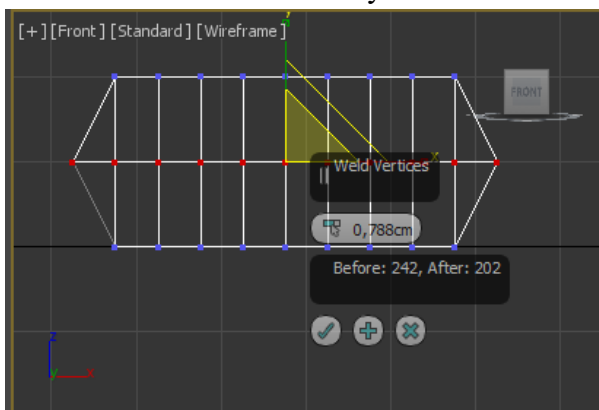 [+] [Front ] [Standard ] [Wireframe ]
y
FRONT
x
Weld Vertices
0,788cm
Before: 242, After: 202
z
y
x